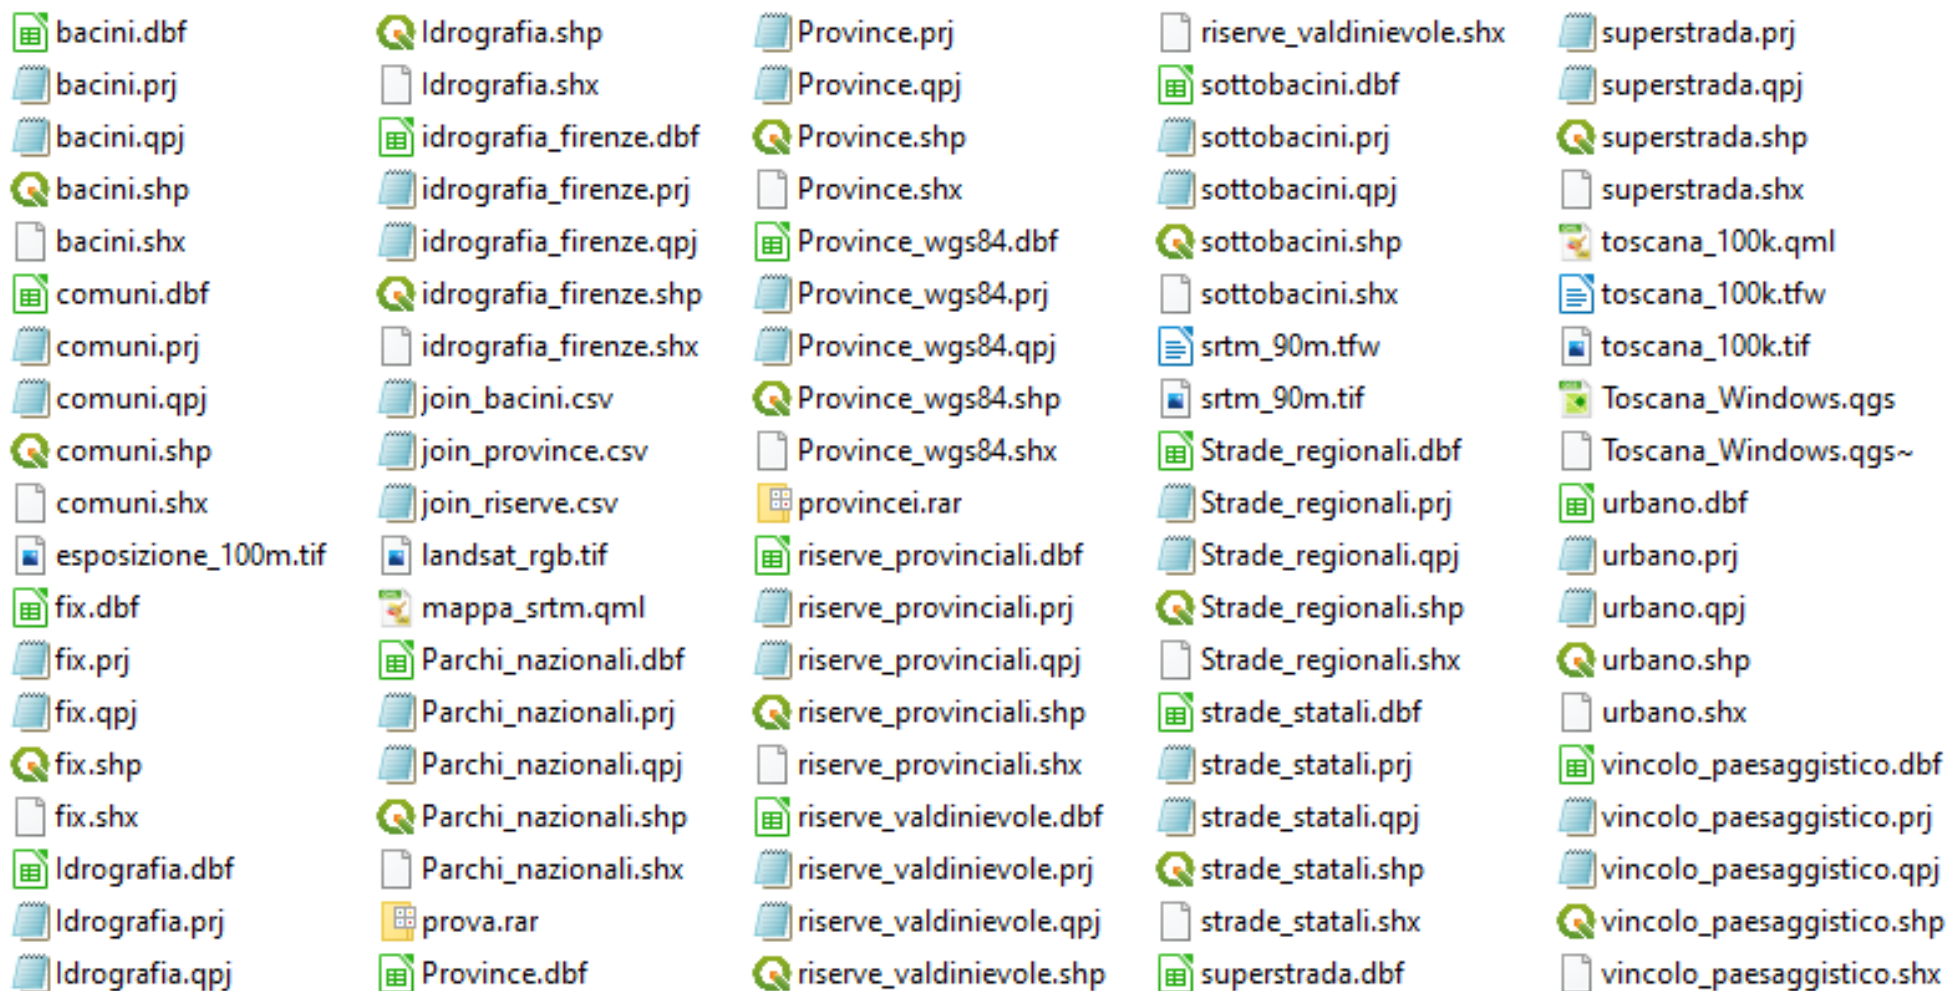 bacini.dbf
bacini.prj
bacini.qpj
bacini.shp
bacini.shx
comuni.dbf
comuni.prj
comuni.qpj
comuni.shp
comuni.shx
esposizione_100m.tif
fix.dbf
fix.prj
fix.qpj
fix.shp
fix.shx
Idrografia.dbf
Idrografia.prj
Idrografia.qpj
Idrografia.shp
Idrografia.shx
idrografia_firenze.dbf
idrografia_firenze.prj
idrografia_firenze.qpj
idrografia_firenze.shp
idrografia_firenze.shx
join_bacini.csv
join_province.csv
join_riserve.csv
landsat_rgb.tif
mappa_srtm.qml
Parchi_nazionali.dbf
Parchi_nazionali.prj
Parchi_nazionali.qpj
Parchi_nazionali.shp
Parchi_nazionali.shx
prova.rar
Province.dbf
Province.prj
Province.qpj
Province.shp
Province.shx
Province_wgs84.dbf
Province_wgs84.prj
Province_wgs84.qpj
Province_wgs84.shp
Province_wgs84.shx
provincei.rar
riserve_provinciali.dbf
riserve_provinciali.prj
riserve_provinciali.qpj
riserve_provinciali.shp
riserve_provinciali.shx
riserve_valdinievole.dbf
riserve_valdinievole.prj
riserve_valdinievole.qpj
riserve_valdinievole.shp
riserve_valdinievole.shx
sottobacini.dbf
sottobacini.prj
sottobacini.qpj
sottobacini.shp
sottobacini.shx
srtm_90m.tfw
srtm_90m.tif
Strade_regionali.dbf
Strade_regionali.prj
Strade_regionali.qpj
Strade_regionali.shp
Strade_regionali.shx
strade_statali.dbf
strade_statali.prj
strade_statali.qpj
strade_statali.shp
strade_statali.shx
superstrada.dbf
superstrada.prj
superstrada.qpj
superstrada.shp
superstrada.shx
toscana_100k.qml
toscana_100k.tfw
toscana_100k.tif
Toscana_Windows.qgs
Toscana_Windows.qgs~
urbano.dbf
urbano.prj
urbano.qpj
urbano.shp
urbano.shx
vincolo_paesaggistico.dbf
vincolo_paesaggistico.prj
vincolo_paesaggistico.qpj
vincolo_paesaggistico.shp
vincolo_paesaggistico.shx